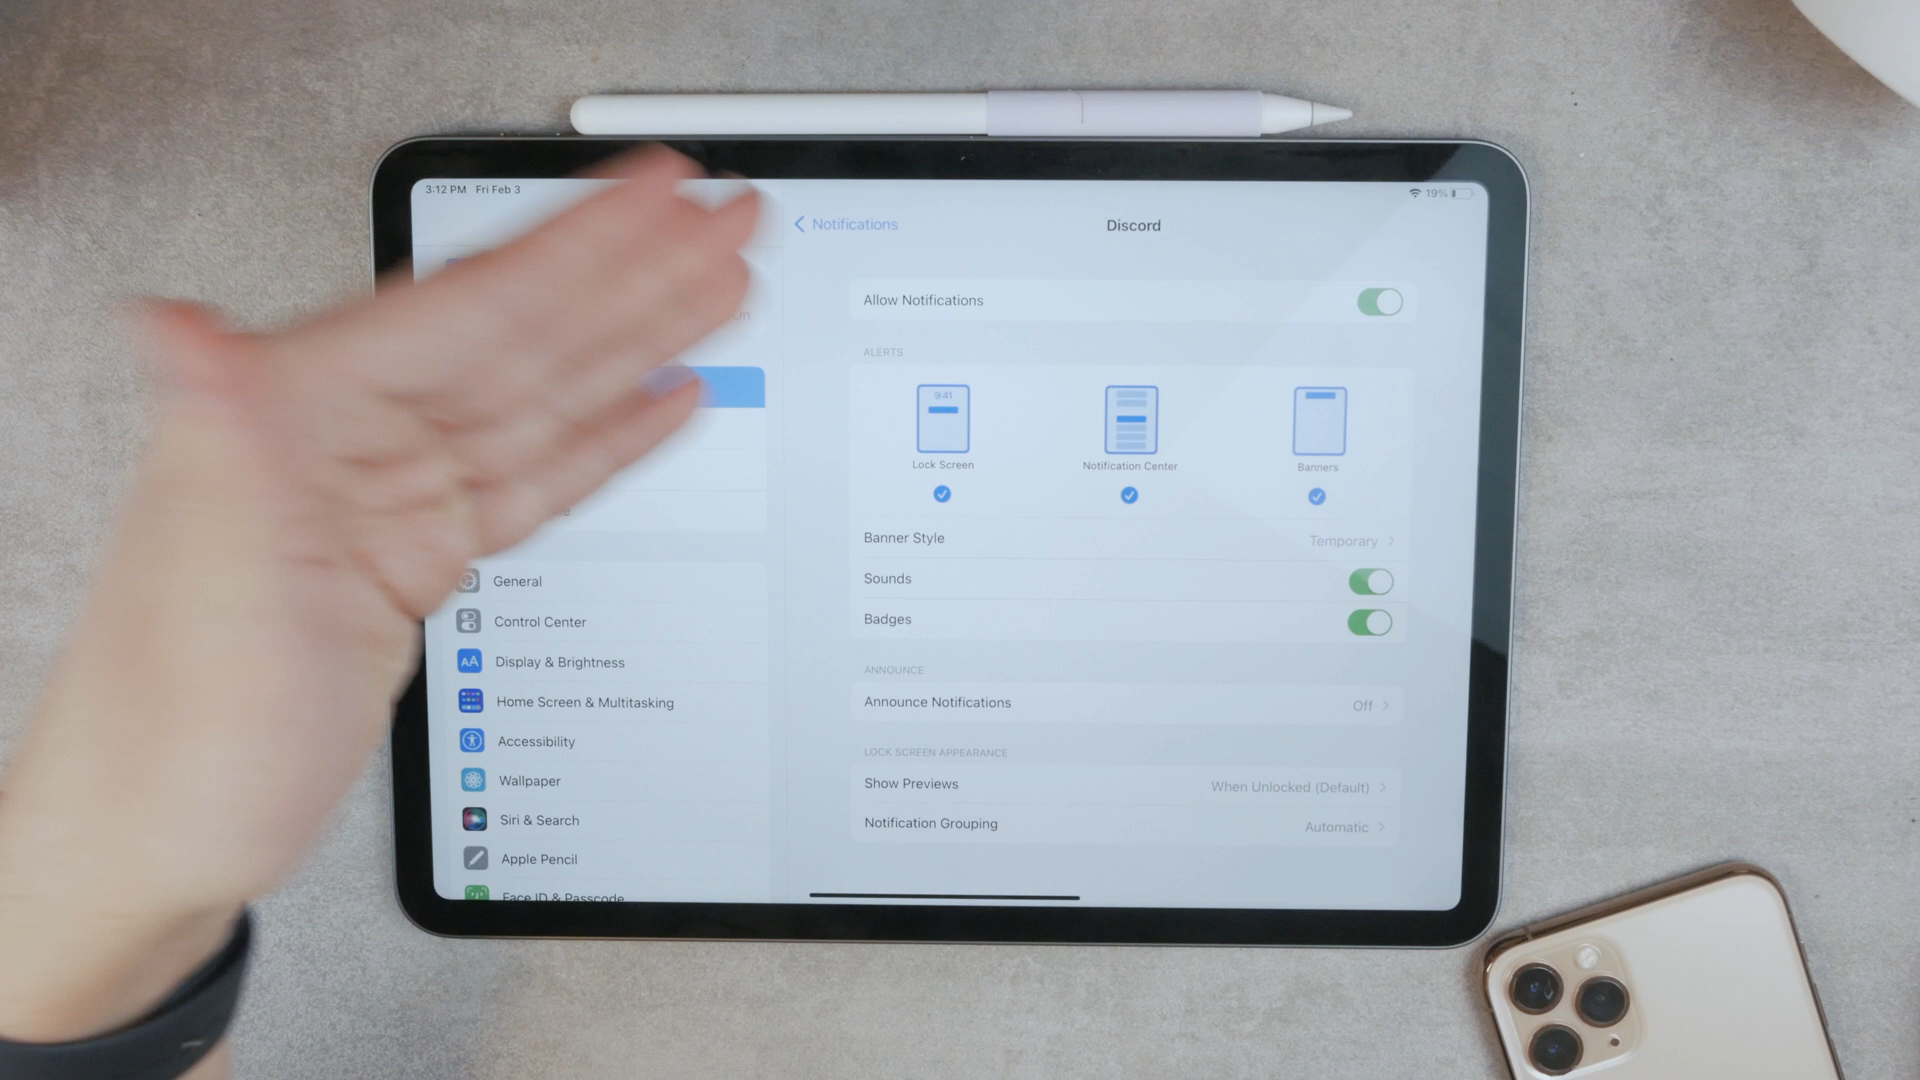 3:12 PM Fri Feb 3
19%
Notifications
Discord
Allow Notifications
On
ALERTS
9:41
Lock Screen
Notification Center
Banners
Banner Style
Temporary
Sounds
Badges
ANNOUNCE
Announce Notifications
Off
LOCK SCREEN APPEARANCE
Show Previews
When Unlocked (Default)
Notification Grouping
Automatic
General
Control Center
AA
Display & Brightness
Home Screen & Multitasking
Accessibility
Wallpaper
Siri & Search
Apple Pencil
Face ID & Passcode